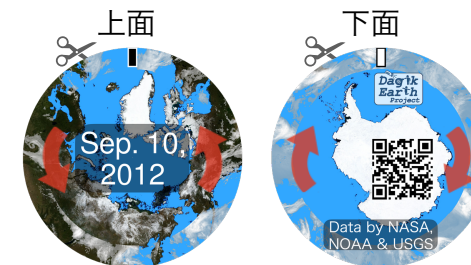 上面
下面
Sep. 10,
2012
Dagik
Earth
Project
Data by NASA,
NOAA & USGS